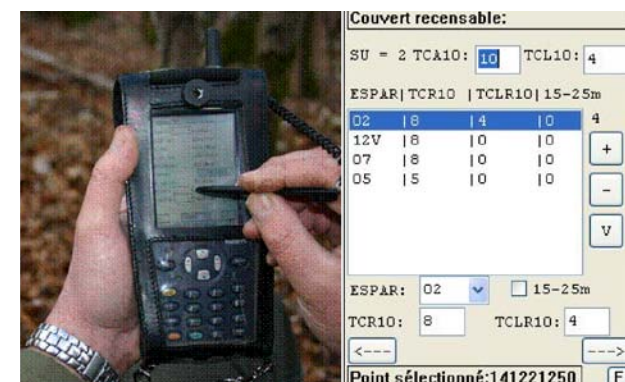 Couvert recensable:
SU = 2 TCA10: 10 TCL10: 4
ESPAR|TCR10 |TCLR10|15-25m
02 |8 |4 |0 4
12V |8 |0 |0
+
07 |8 |0 |0
05 |5 |0 |0
-
V
ESPAR: 02 15-25m
TCR10: 8 TCLR10: 4
<--- --->
Point sélectionné:141221250